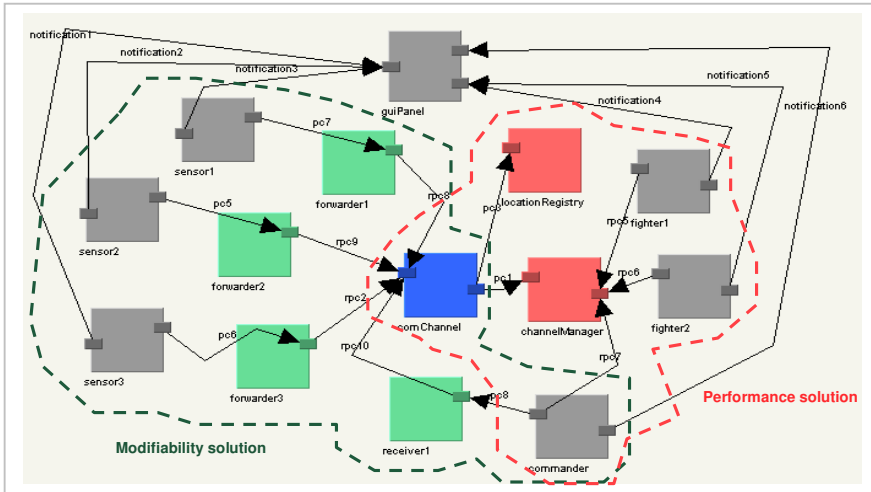 notification1
notification2
notification3
guiPanel
notification5
notification4
notification6
pc7
sensor1
forwarder1
rpc8
pc3
locationRegistry
fighter1
rpc5
pc5
sensor2
rpc9
forwarder2
rpc2
comChannel
pc1
channelManager
rpc6
fighter2
pc6
sensor3
forwarder3
rpc10
rpc7
pc8
receiver1
commander
Performance solution
Modifiability solution